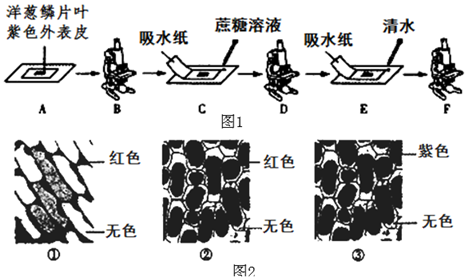 洋葱鳞片叶
紫色外表皮
吸水纸
蔗糖溶液
吸水纸
清水
A
B
C
D
E
F
图1
红色
无色
①
红色
无色
②
紫色
无色
③
图2